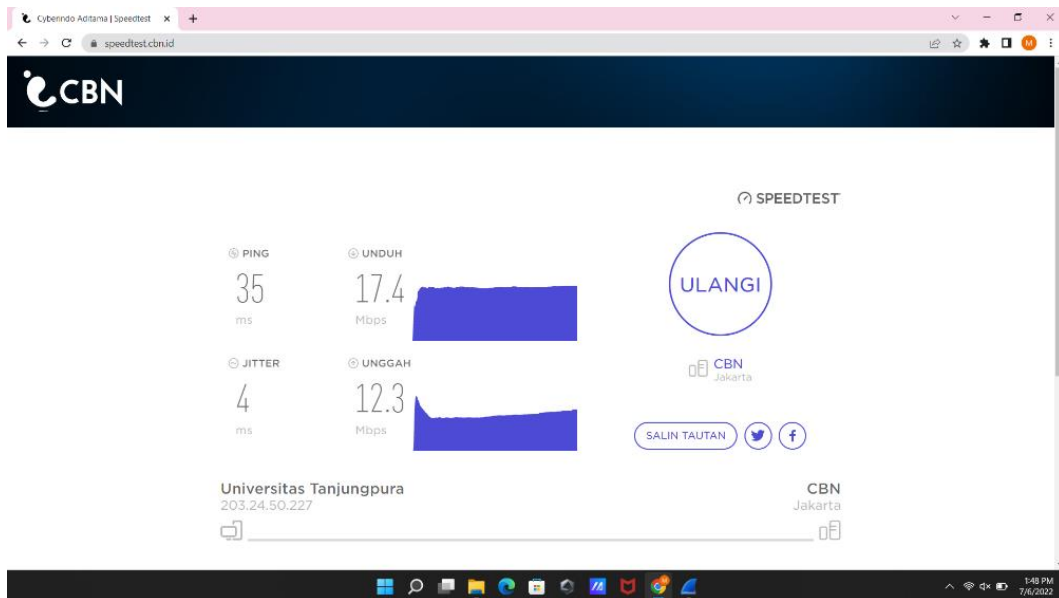 Cyberindo Aditama | Speedtest
speedtest.cbn.id
M
CBN
SPEEDTEST
PING
35
ms
UNDUH
17.4
Mbps
ULANGI
JITTER
4
ms
UNGGAH
12.3
Mbps
CBN
Jakarta
SALIN TAUTAN
Universitas Tanjungpura
203.24.50.227
CBN
Jakarta
1:48 PM
7/6/2022